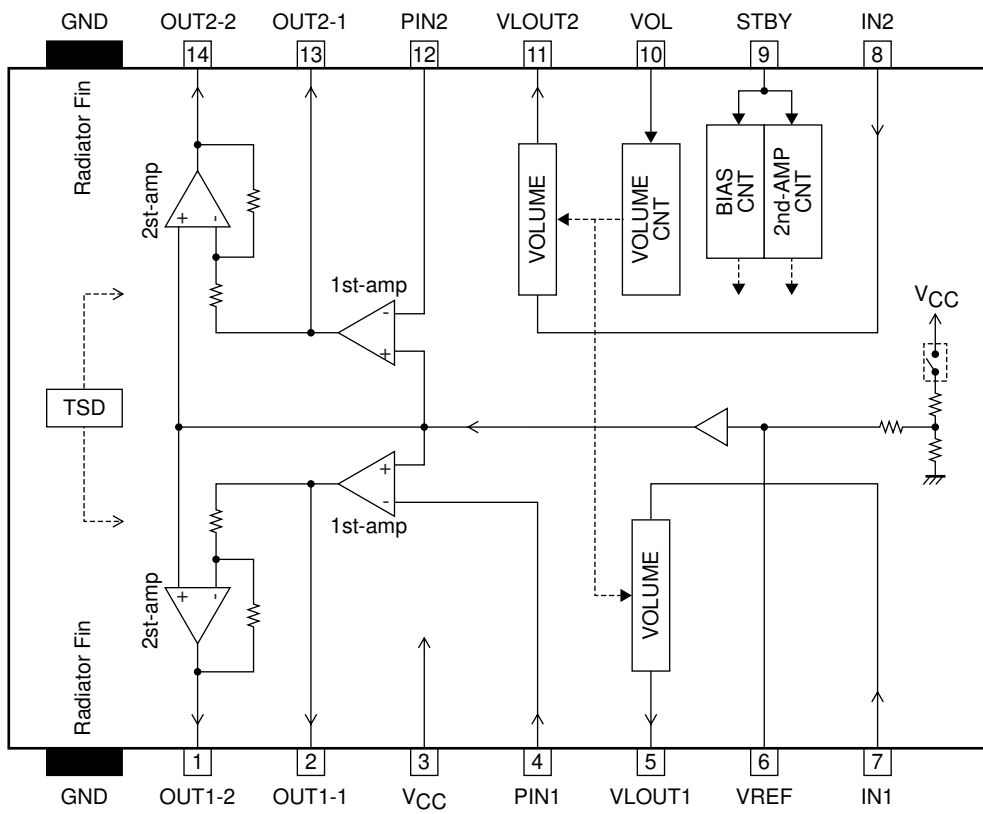 GND OUT2-2 OUT2-1 PIN2 VLOUT2 VOL STBY IN2
14 13 12 11 10 9 8
Radiator Fin
2st-amp
+ -
1st-amp
-
+
VOLUME
VOLUME
CNT
BIAS
CNT
2nd-AMP
CNT
VCC
TSD
+
-
1st-amp
2st-amp
+ -
VOLUME
Radiator Fin
1 2 3 4 5 6 7
GND OUT1-2 OUT1-1 VCC PIN1 VLOUT1 VREF IN1